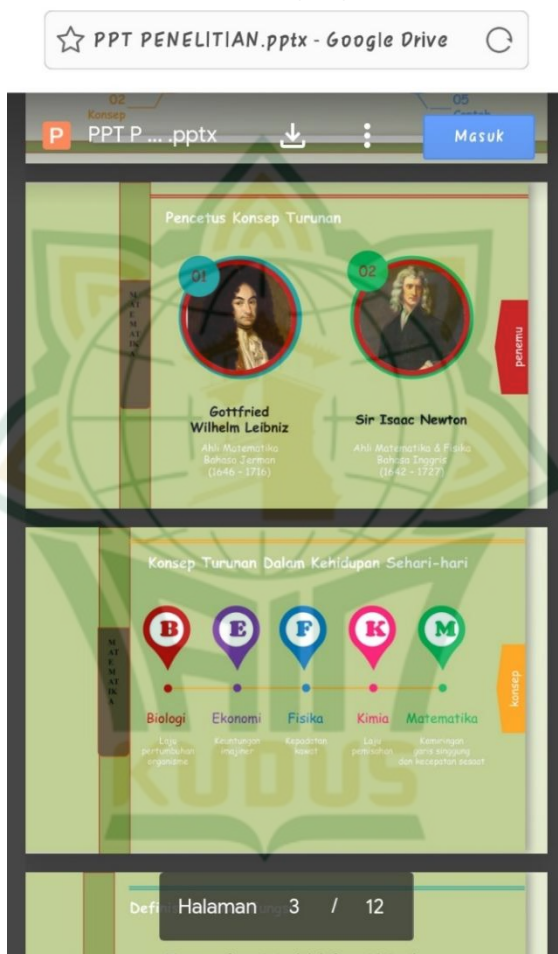 PPT PENELITIAN.pptx - Google Drive
02
Konsep
05
Contoh
P
PPT P ... .pptx
Masuk
Pencetus Konsep Turunan
MATEMATIKA
01
02
penemu
Gottfried
Wilhelm Leibniz
Sir Isaac Newton
Ahli Matematika
Bahasa Jerman
(1646 - 1716)
Ahli Matematika & Fisika
Bahasa Inggris
(1642 - 1727)
Konsep Turunan Dalam Kehidupan Sehari-hari
MATEMATIKA
B
E
F
K
M
konsep
Biologi
Ekonomi
Fisika
Kimia
Matematika
Laju
pertumbuhan
organisme
Keuntungan
imajiner
Kepadatan
kawat
Laju
pemisahan
Kemiringan
garis singgung
dan kecepatan sesaat
KUDUS
Halaman 3 / 12